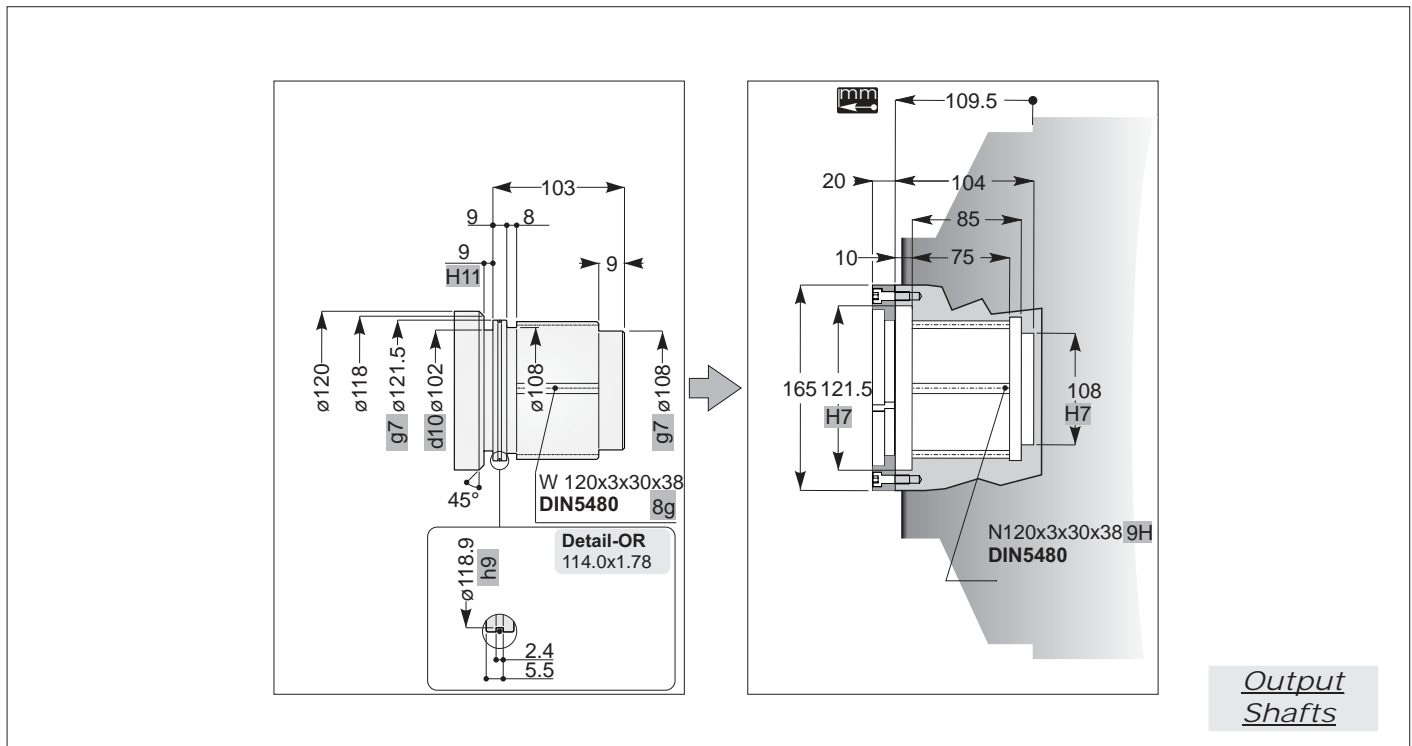 103
9
8
9
H11
9
ø120
ø118
ø121.5
g7
ø102
d10
ø108
ø108
g7
45°
W 120x3x30x38
DIN5480
8g
Detail-OR
114.0x1.78
ø118.9
h9
2.4
5.5
mm
109.5
20
104
85
10
75
165
121.5
H7
108
H7
N120x3x30x38 9H
DIN5480
Output
Shafts